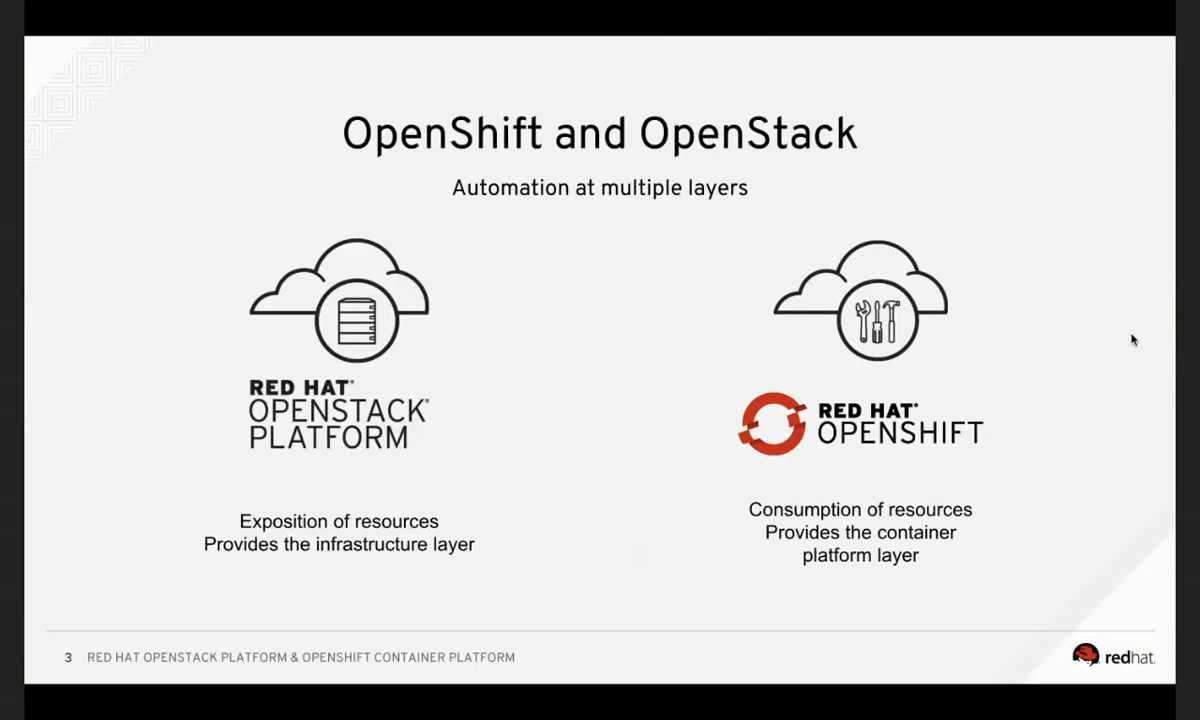 OpenShift and OpenStack
Automation at multiple layers
RED HAT®
OPENSTACK®
PLATFORM
Exposition of resources
Provides the infrastructure layer
RED HAT®
OPENSHIFT
Consumption of resources
Provides the container
platform layer
3 RED HAT OPENSTACK PLATFORM & OPENSHIFT CONTAINER PLATFORM
redhat.